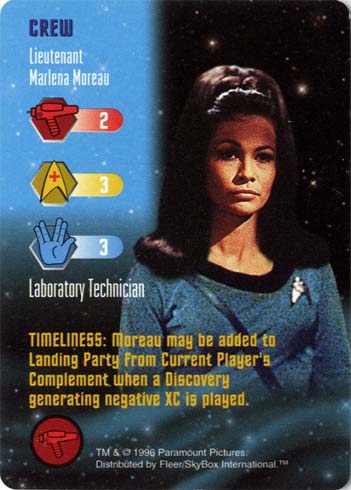 CREW
Lieutenant
Marlena Moreau
2
3
3
Laboratory Technician
TIMELINESS: Moreau may be added to
Landing Party from Current Player's
Complement when a Discovery
generating negative XC is played.
TM & © 1996 Paramount Pictures.
Distributed by Fleer/SkyBox International.™